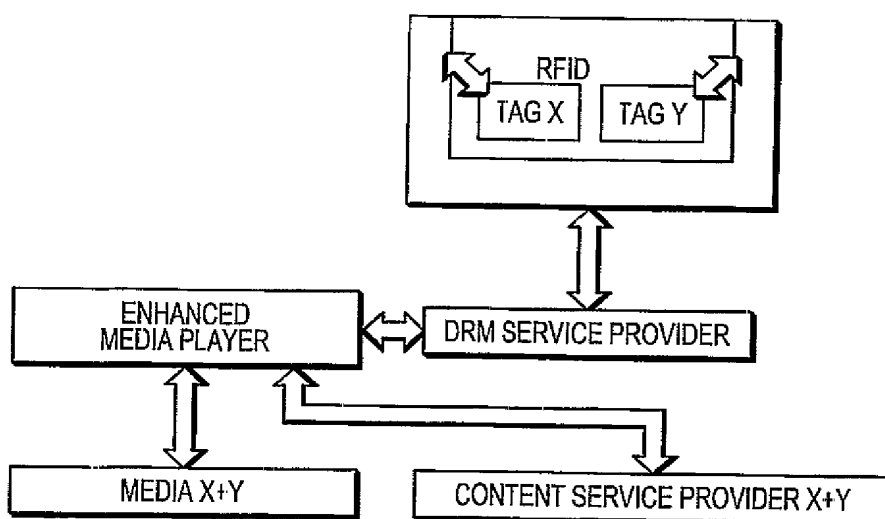 RFID
TAG X
TAG Y
ENHANCED
MEDIA PLAYER
DRM SERVICE PROVIDER
MEDIA X+Y
CONTENT SERVICE PROVIDER X+Y